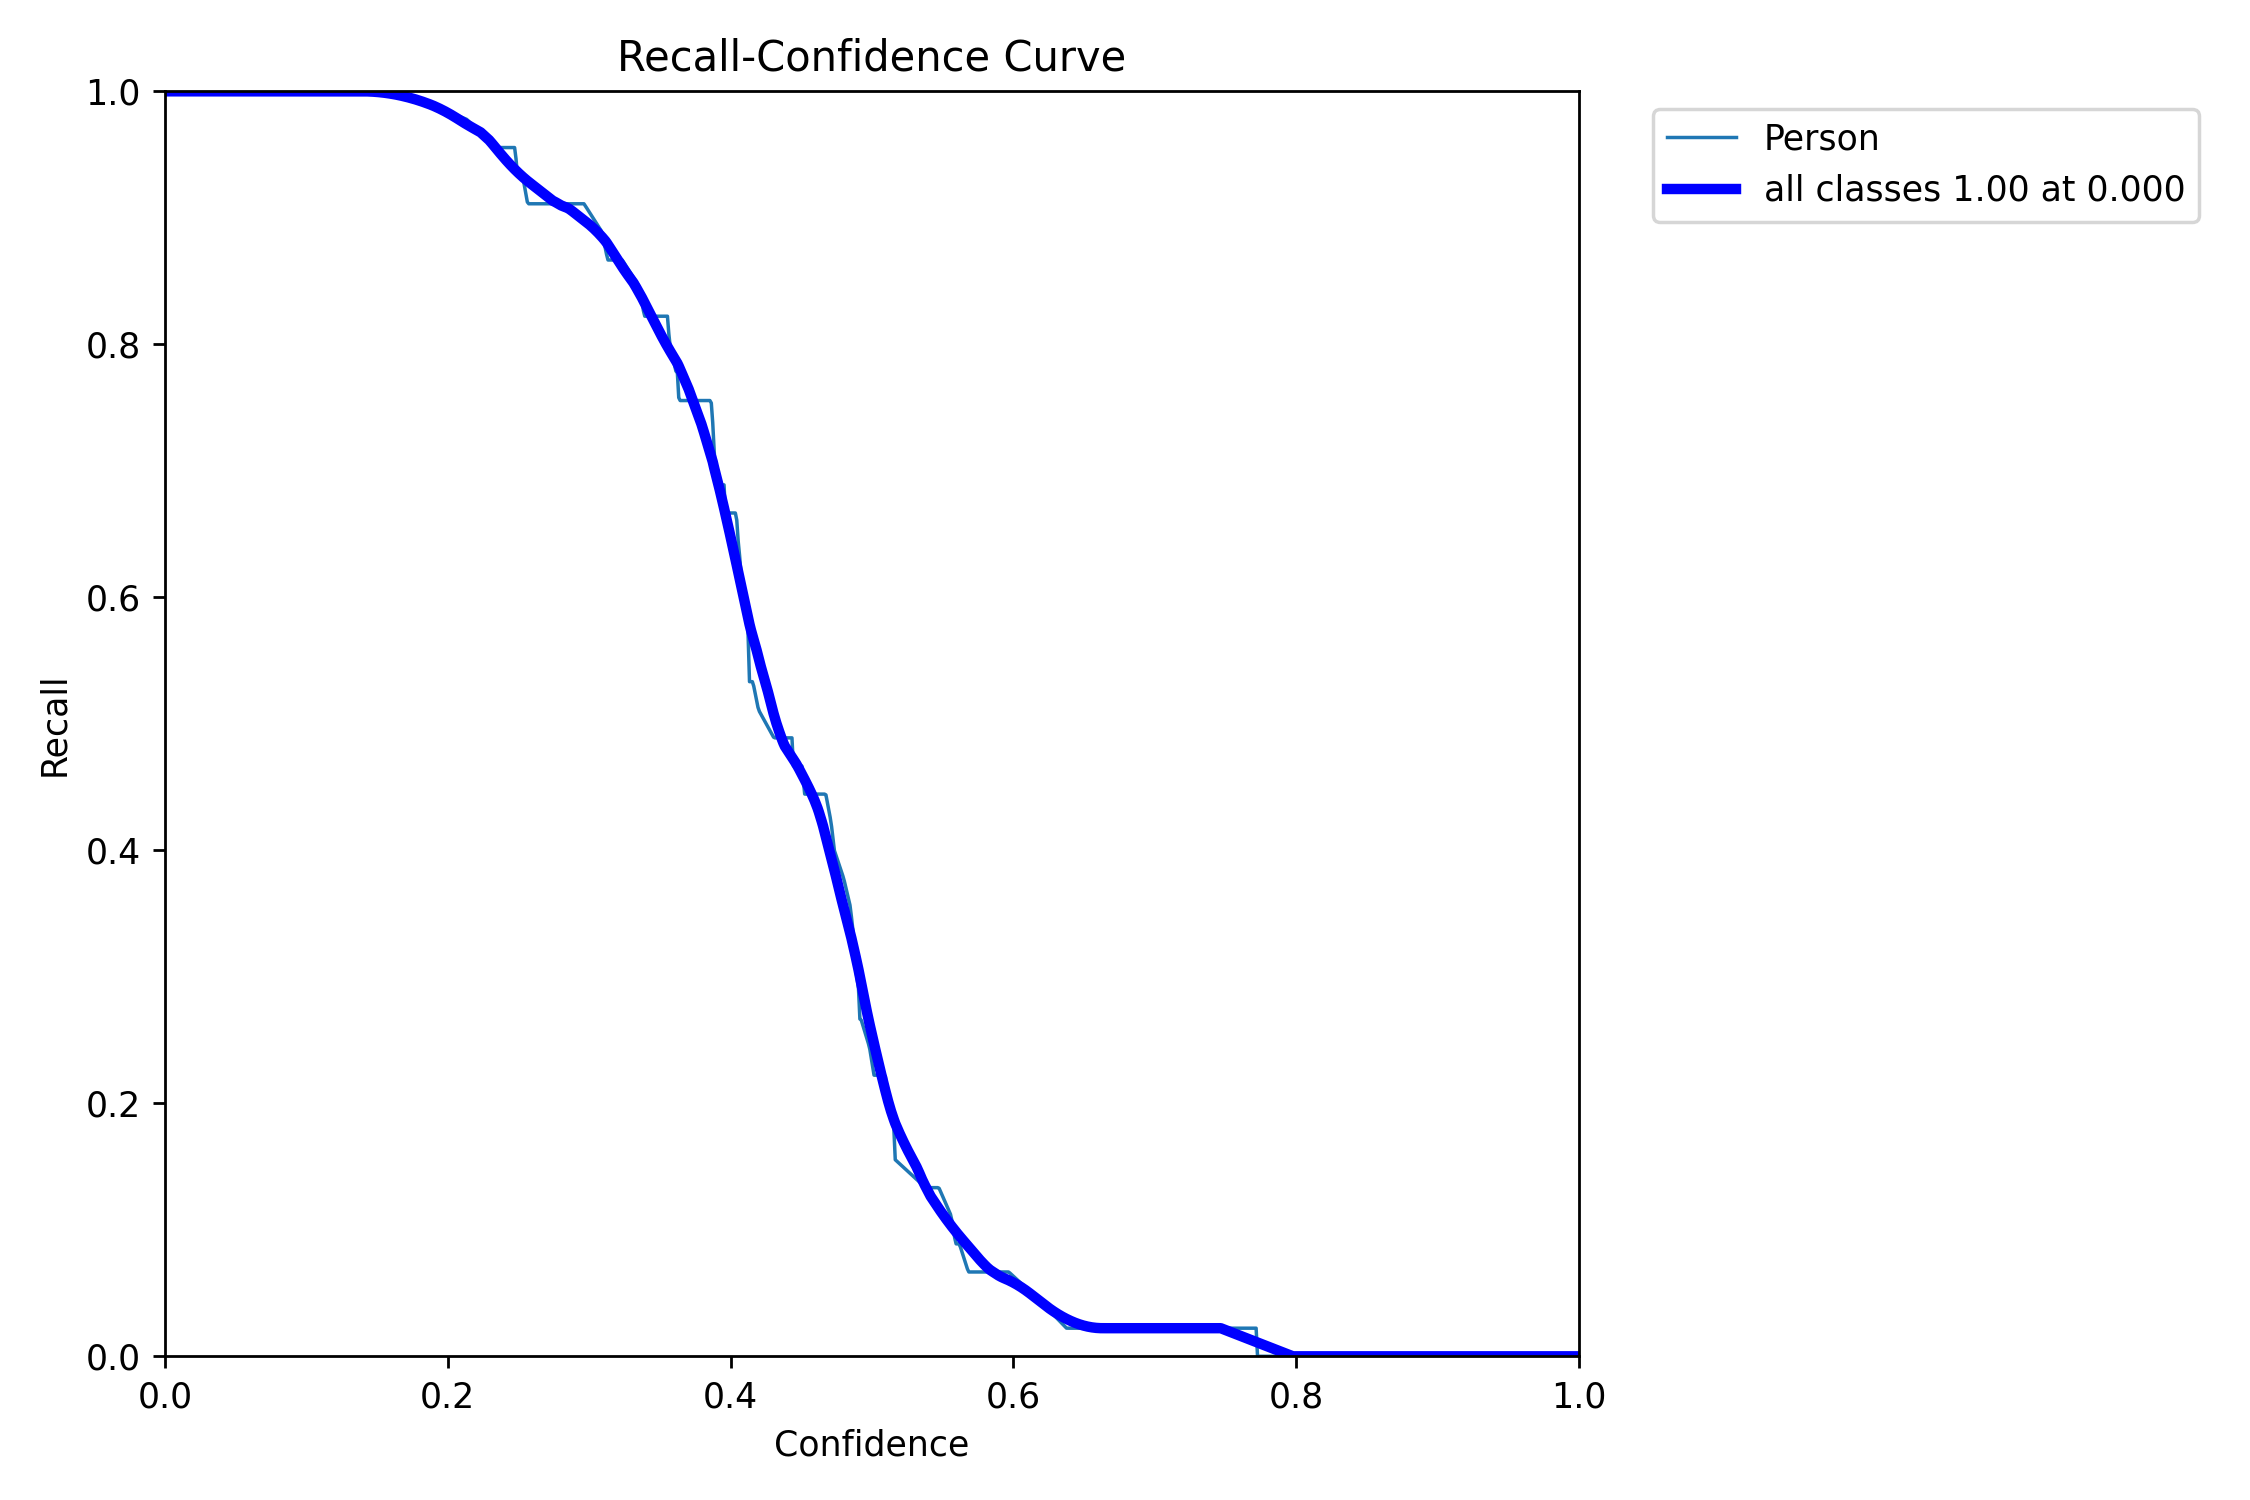 Recall-Confidence Curve
Person
all classes 1.00 at 0.000
1.0
0.8
0.6
0.4
0.2
0.0
Recall
0.0 0.2 0.4 0.6 0.8 1.0
Confidence